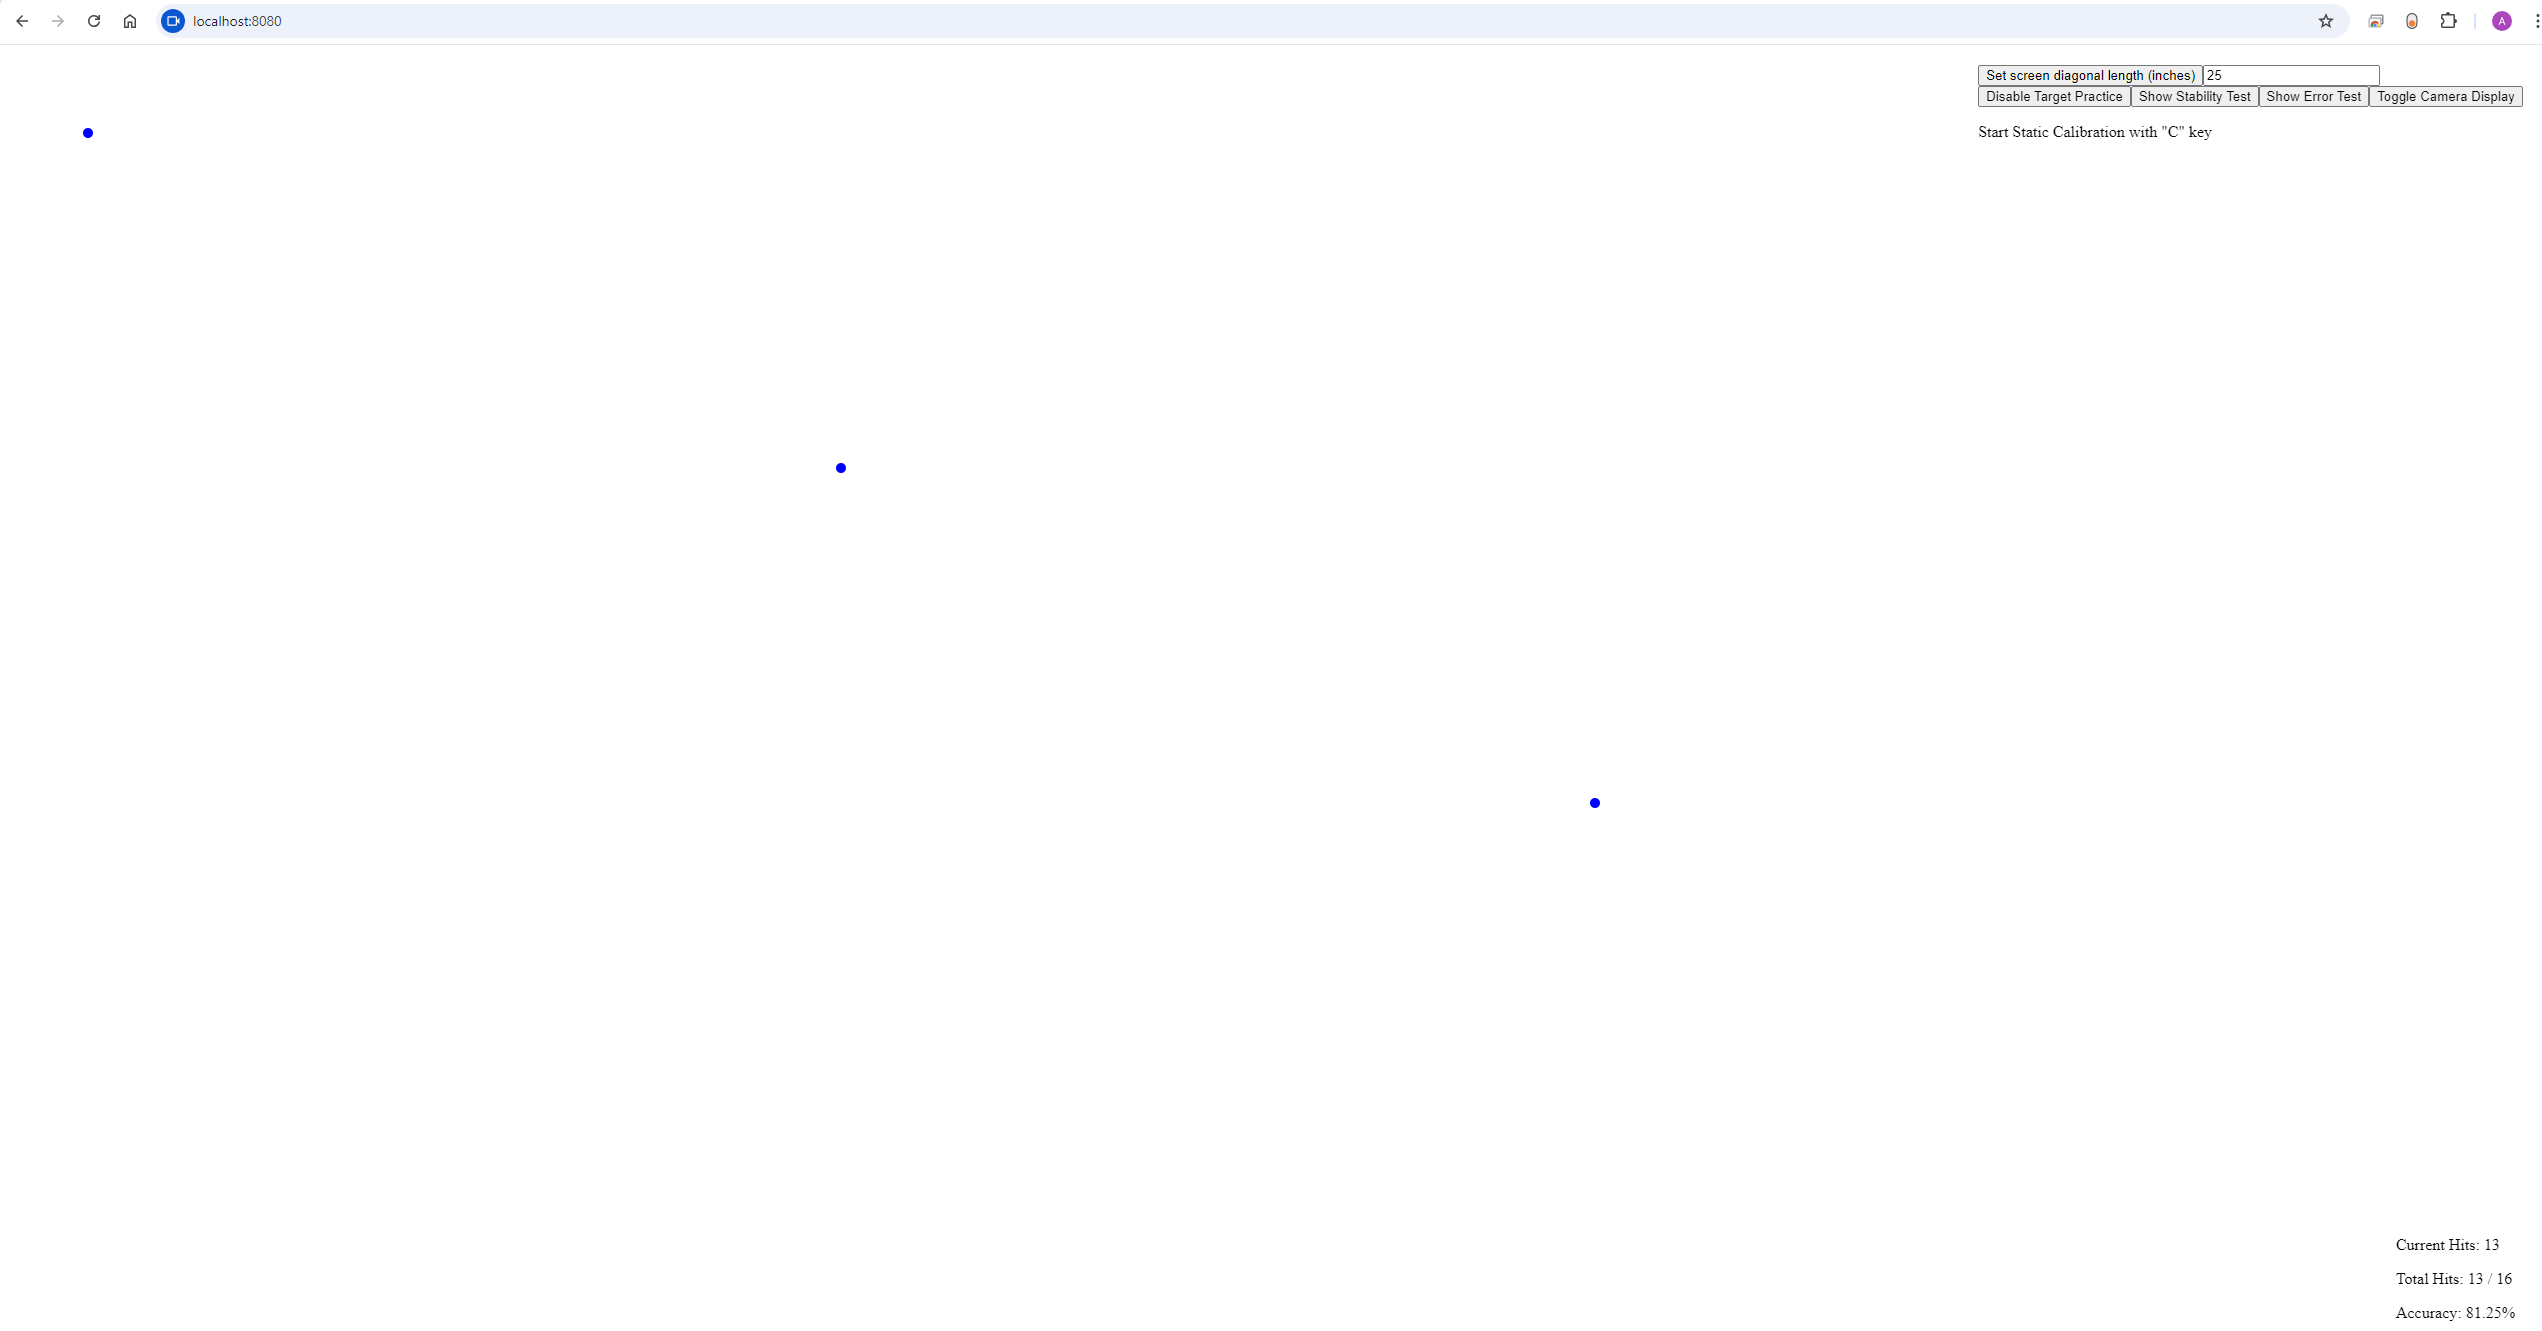 localhost:8080
A
Set screen diagonal length (inches) 25
Disable Target Practice Show Stability Test Show Error Test Toggle Camera Display
Start Static Calibration with "C" key
Current Hits: 13
Total Hits: 13 / 16
Accuracy: 81.25%